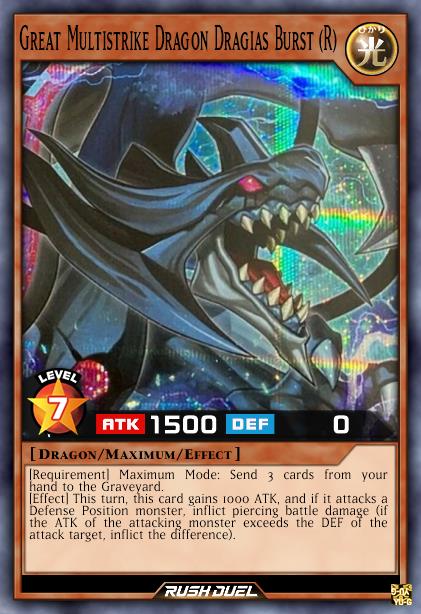 Great Multistrike Dragon Dragias Burst (R)
ひかり
光
LEVEL
7
ATK 1500 DEF 0
[Dragon/Maximum/Effect]
[Requirement] Maximum Mode: Send 3 cards from your
hand to the Graveyard.
[Effect] This turn, this card gains 1000 ATK, and if it attacks a
Defense Position monster, inflict piercing battle damage (if
the ATK of the attacking monster exceeds the DEF of the
attack target, inflict the difference).
RUSH DUEL